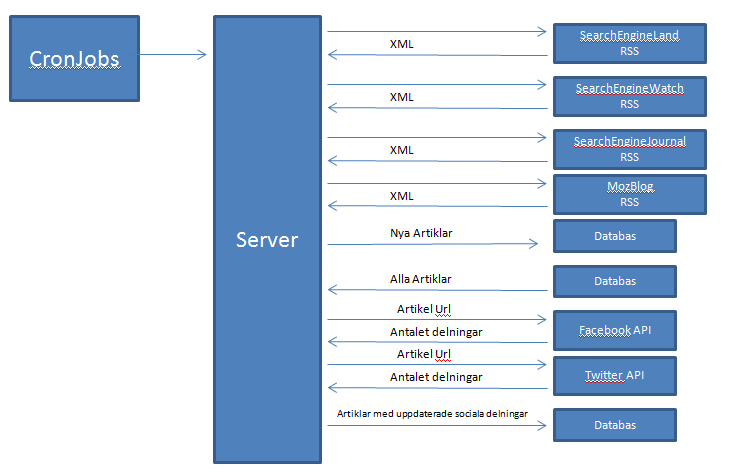 CronJobs
Server
XML
SearchEngineLand
RSS
XML
SearchEngineWatch
RSS
XML
SearchEngineJournal
RSS
XML
MozBlog
RSS
Nya Artiklar
Databas
Alla Artiklar
Databas
Artikel Url
Antalet delningar
Facebook API
Artikel Url
Antalet delningar
Twitter API
Artiklar med uppdaterade sociala delningar
Databas